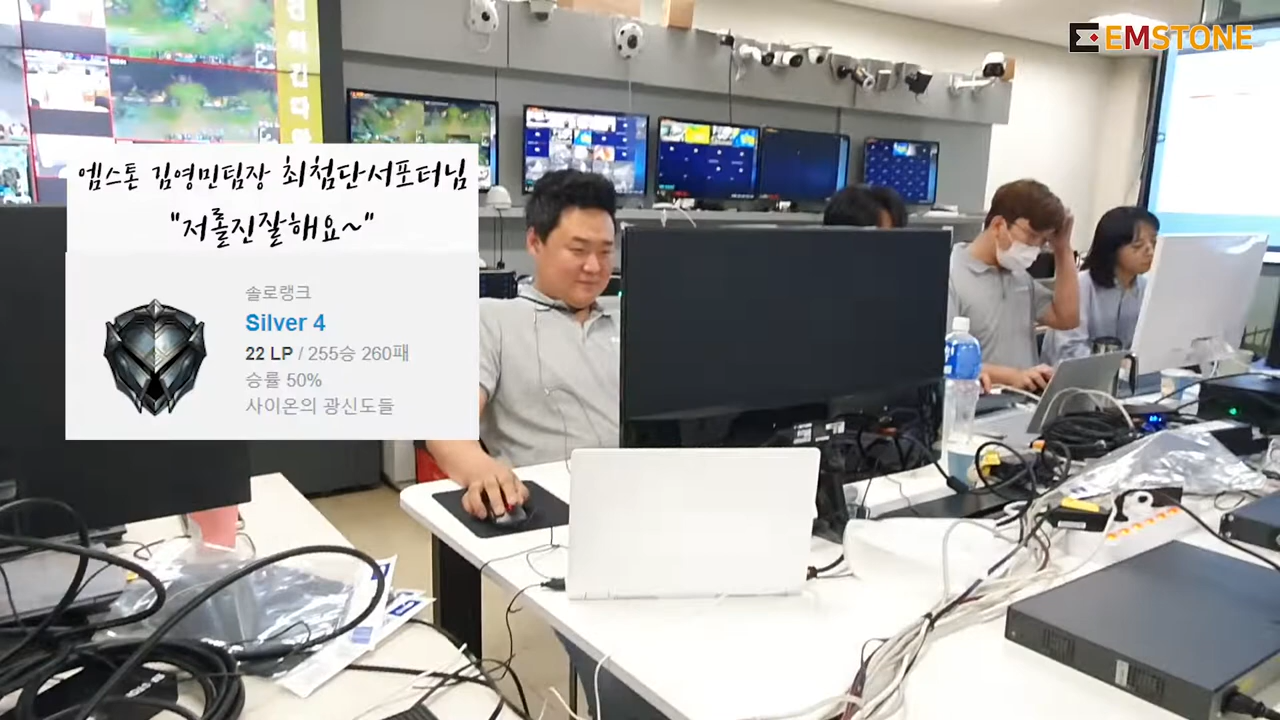 EMSTONE
엠스톤 김영민팀장 최첨단서포터님
"저롤진잘해요~"
솔로랭크
Silver 4
22 LP / 255승 260패
승률 50%
사이온의 광신도들